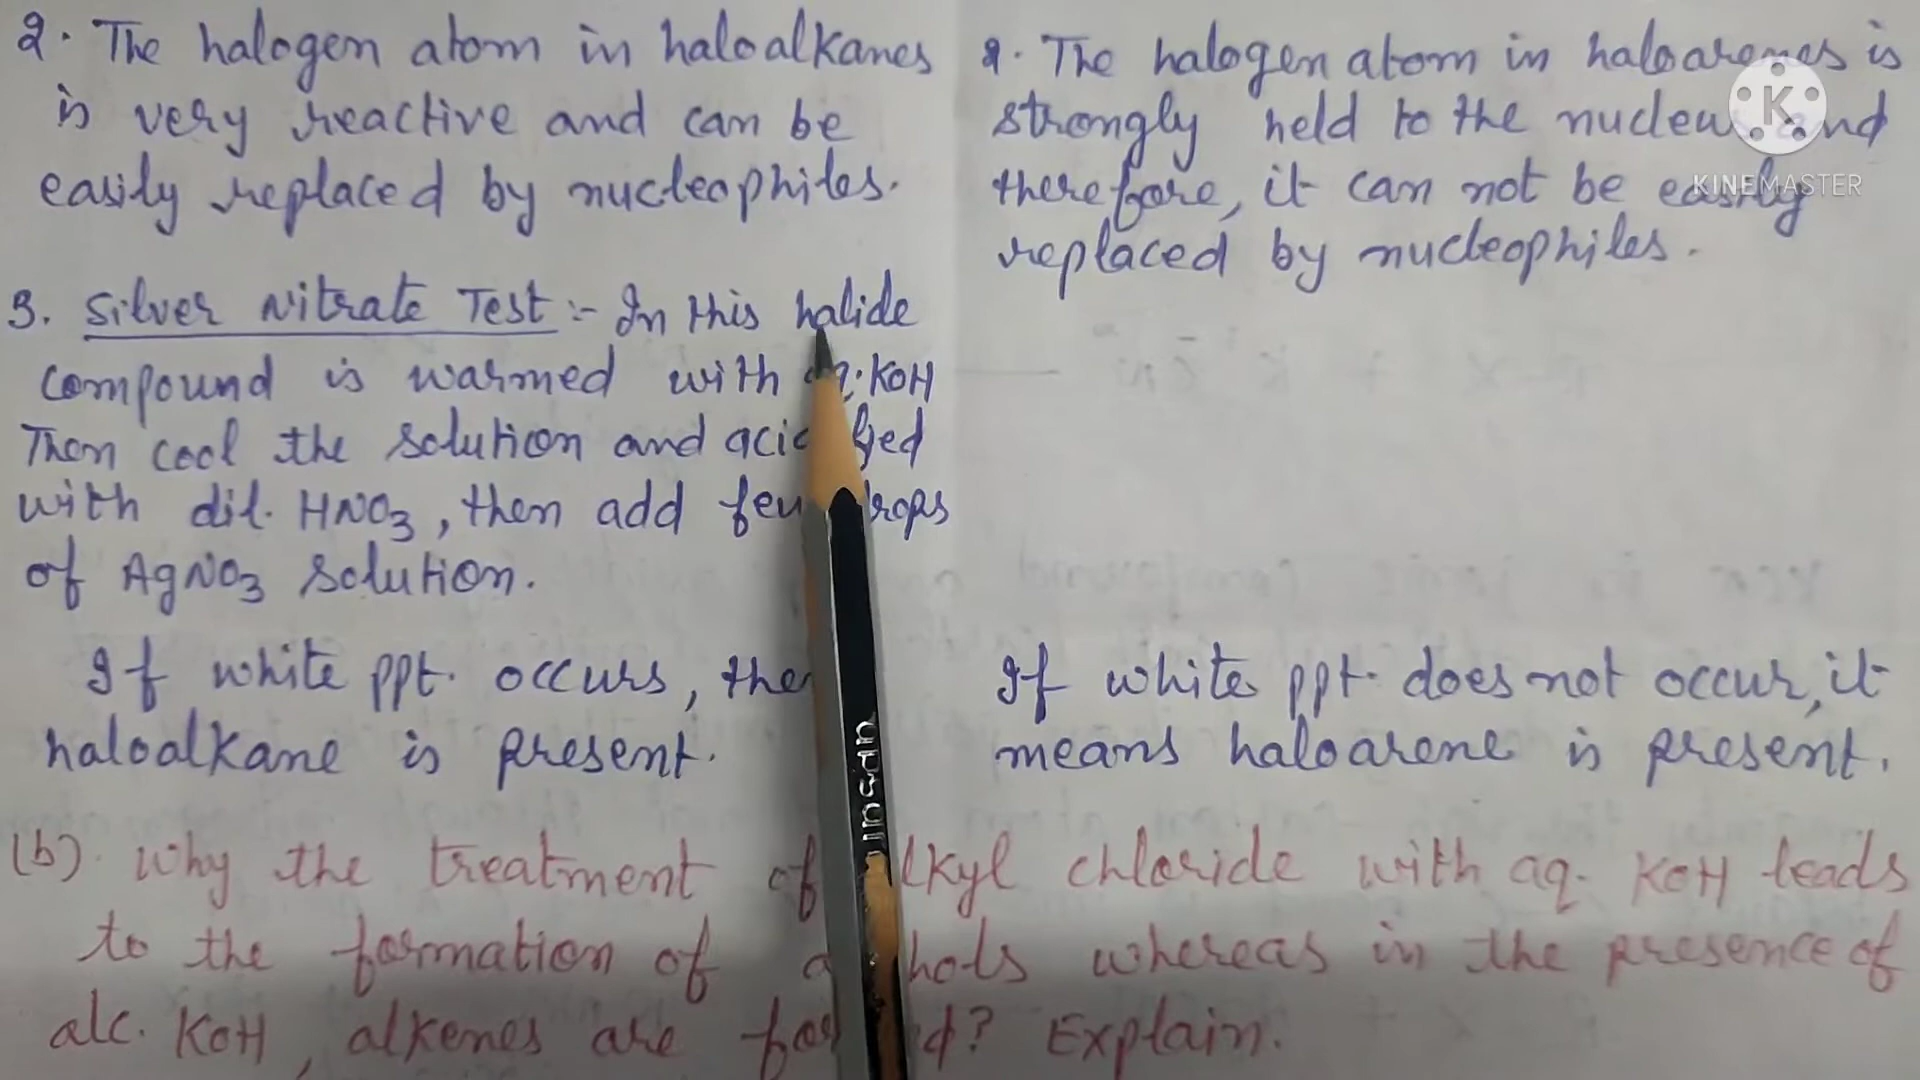 2. The halogen atom in haloalkanes
is very reactive and can be
easily replaced by nucleophiles.
2. The halogen atom in haloarenes is
strongly held to the nucleus and
therefore, it can not be easily
replaced by nucleophiles.
KINEMASTER
3. Silver Nitrate Test :- In this halide
compound is warmed with aq. KOH
Then cool the solution and acidified
with dil. HNO3, then add few drops
of AgNO3 solution.
If white ppt. occurs, then
haloalkane is present.
If white ppt. does not occur, it
means haloarene is present.
(b). Why the treatment of alkyl chloride with aq. KOH leads
to the formation of alcohols whereas in the presence of
alc. KOH, alkenes are formed? Explain.